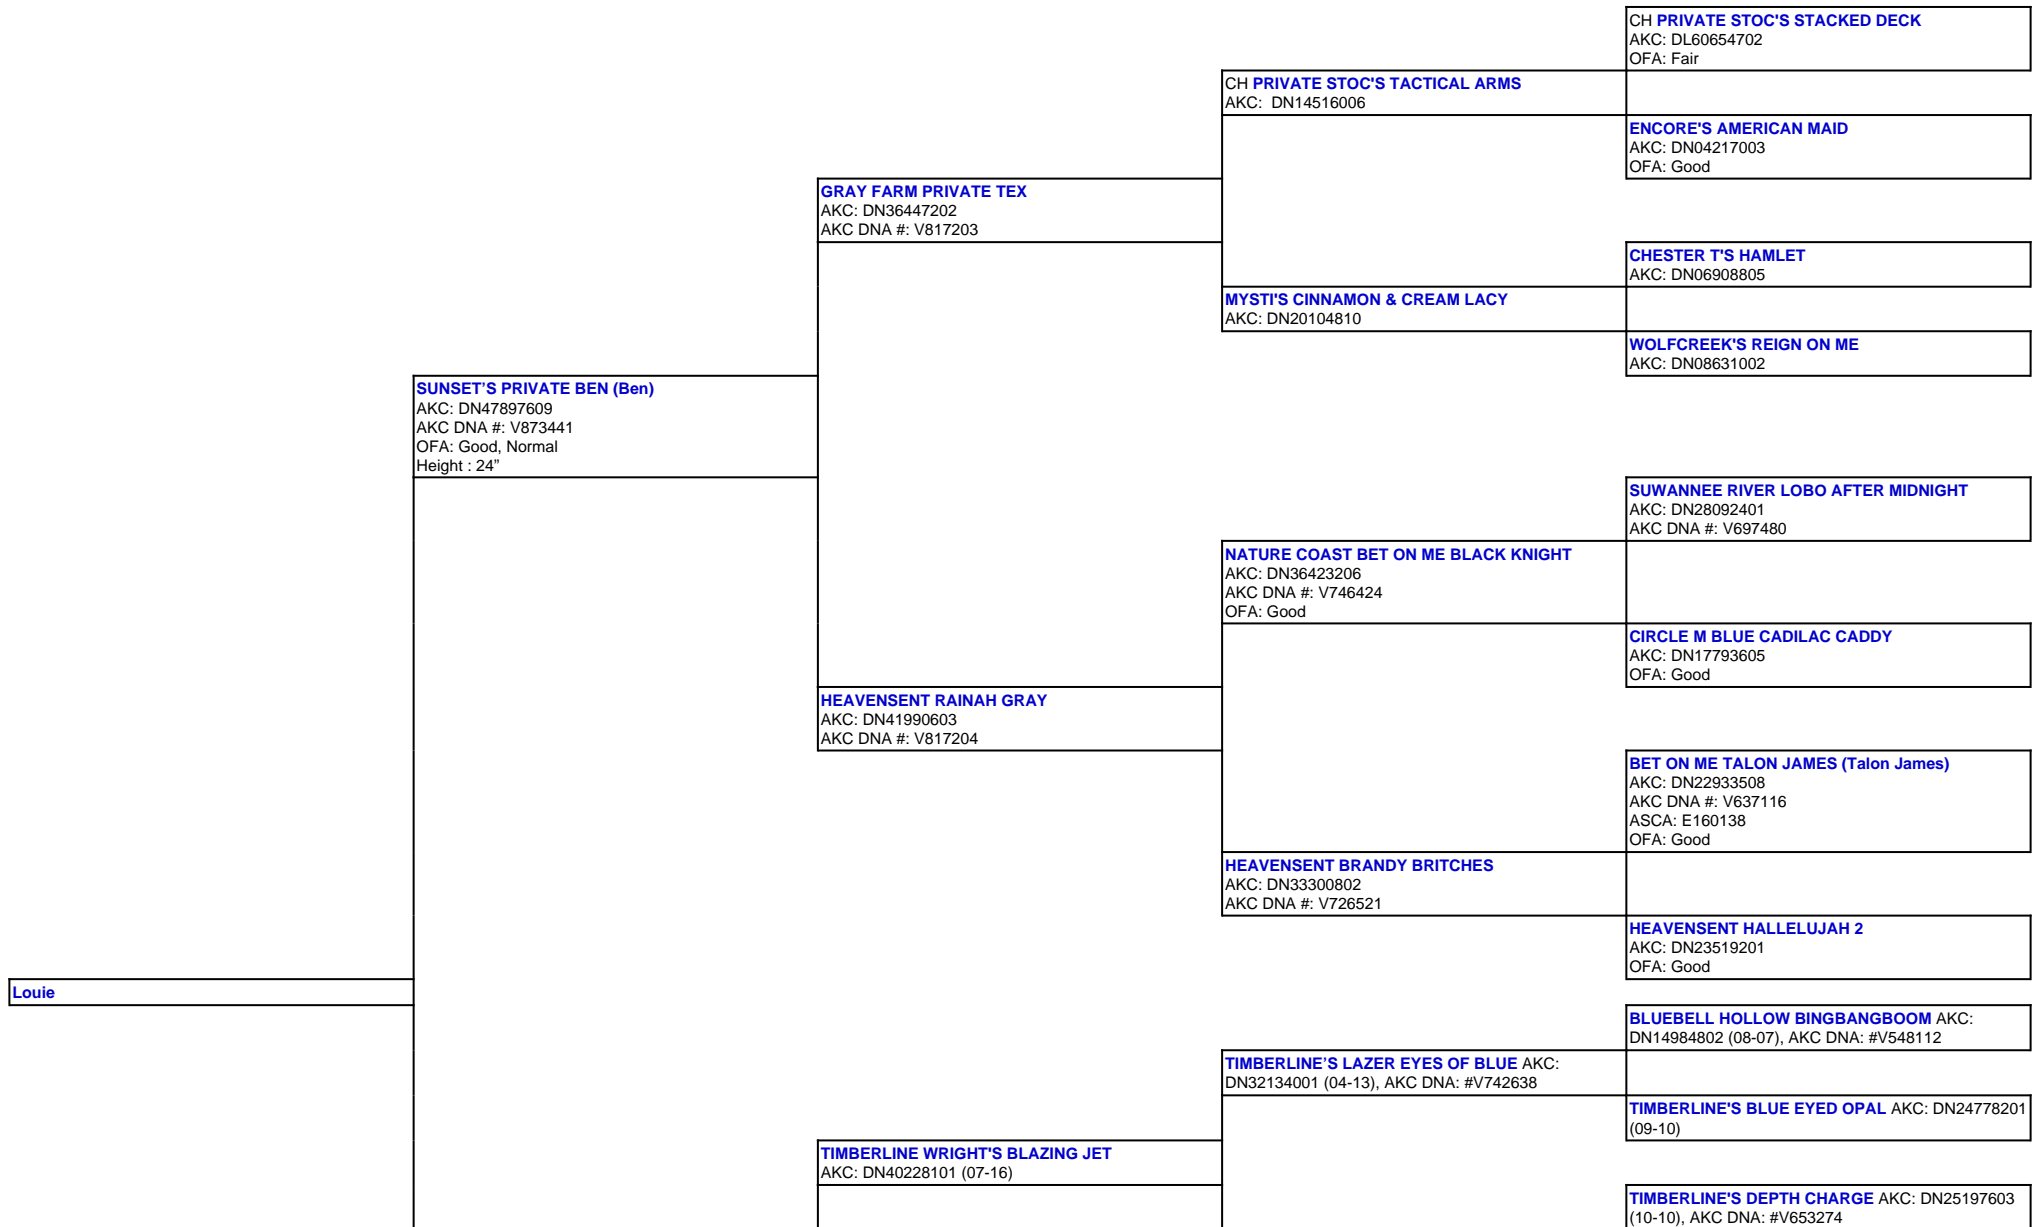 CH PRIVATE STOC'S STACKED DECK
AKC: DL60654702
OFA: Fair
CH PRIVATE STOC'S TACTICAL ARMS
AKC:  DN14516006
ENCORE'S AMERICAN MAID
AKC: DN04217003
OFA: Good
GRAY FARM PRIVATE TEX
AKC: DN36447202
AKC DNA #: V817203
CHESTER T'S HAMLET
AKC: DN06908805
MYSTI'S CINNAMON & CREAM LACY
AKC: DN20104810
WOLFCREEK'S REIGN ON ME
AKC: DN08631002
SUNSET’S PRIVATE BEN (Ben)
AKC: DN47897609
AKC DNA #: V873441
OFA: Good, Normal
Height : 24”
SUWANNEE RIVER LOBO AFTER MIDNIGHT
AKC: DN28092401
AKC DNA #: V697480
NATURE COAST BET ON ME BLACK KNIGHT
AKC: DN36423206
AKC DNA #: V746424
OFA: Good
CIRCLE M BLUE CADILAC CADDY
AKC: DN17793605
OFA: Good
HEAVENSENT RAINAH GRAY
AKC: DN41990603
AKC DNA #: V817204
BET ON ME TALON JAMES (Talon James)
AKC: DN22933508
AKC DNA #: V637116
ASCA: E160138
OFA: Good
HEAVENSENT BRANDY BRITCHES
AKC: DN33300802
AKC DNA #: V726521
HEAVENSENT HALLELUJAH 2
AKC: DN23519201
OFA: Good
Louie
BLUEBELL HOLLOW BINGBANGBOOM AKC:
DN14984802 (08-07), AKC DNA: #V548112
TIMBERLINE’S LAZER EYES OF BLUE AKC:
DN32134001 (04-13), AKC DNA: #V742638
TIMBERLINE'S BLUE EYED OPAL AKC: DN24778201
(09-10)
TIMBERLINE WRIGHT'S BLAZING JET
AKC: DN40228101 (07-16)
TIMBERLINE'S DEPTH CHARGE AKC: DN25197603
(10-10), AKC DNA: #V653274